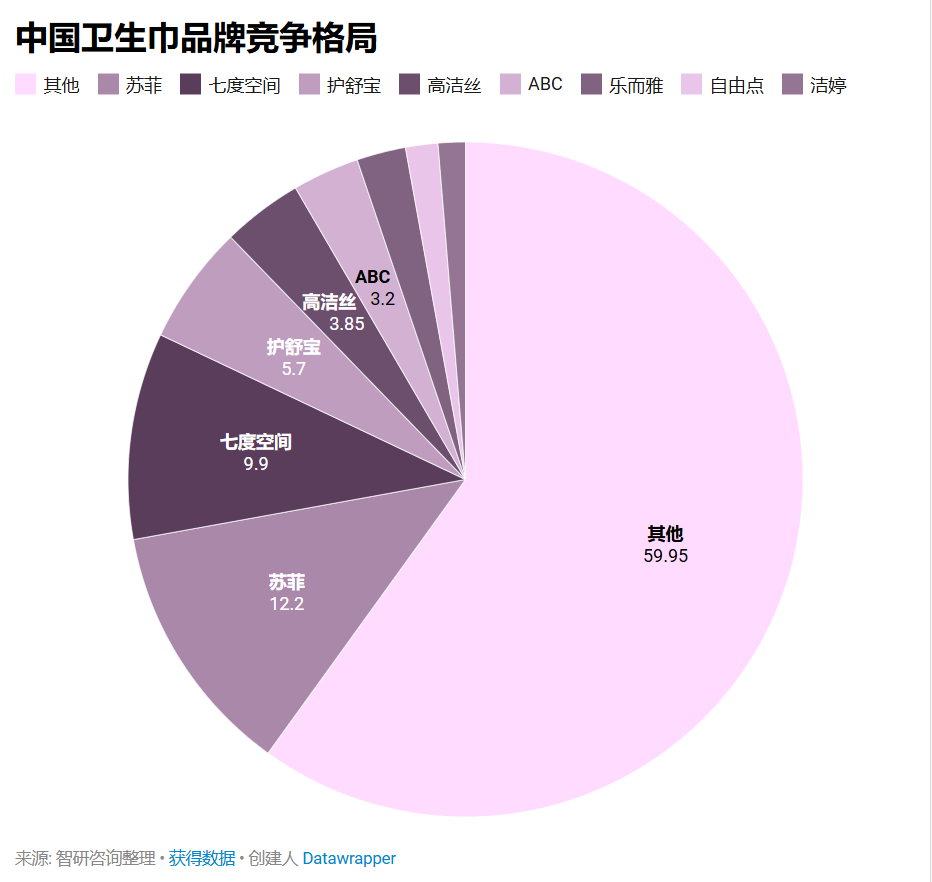 中国卫生巾品牌竞争格局
其他 苏菲 七度空间 护舒宝 高洁丝 ABC 乐而雅 自由点 洁婷
ABC
3.2
高洁丝
3.85
护舒宝
5.7
七度空间
9.9
其他
59.95
苏菲
12.2
来源: 智研咨询整理 • 获得数据 • 创建人 Datawrapper